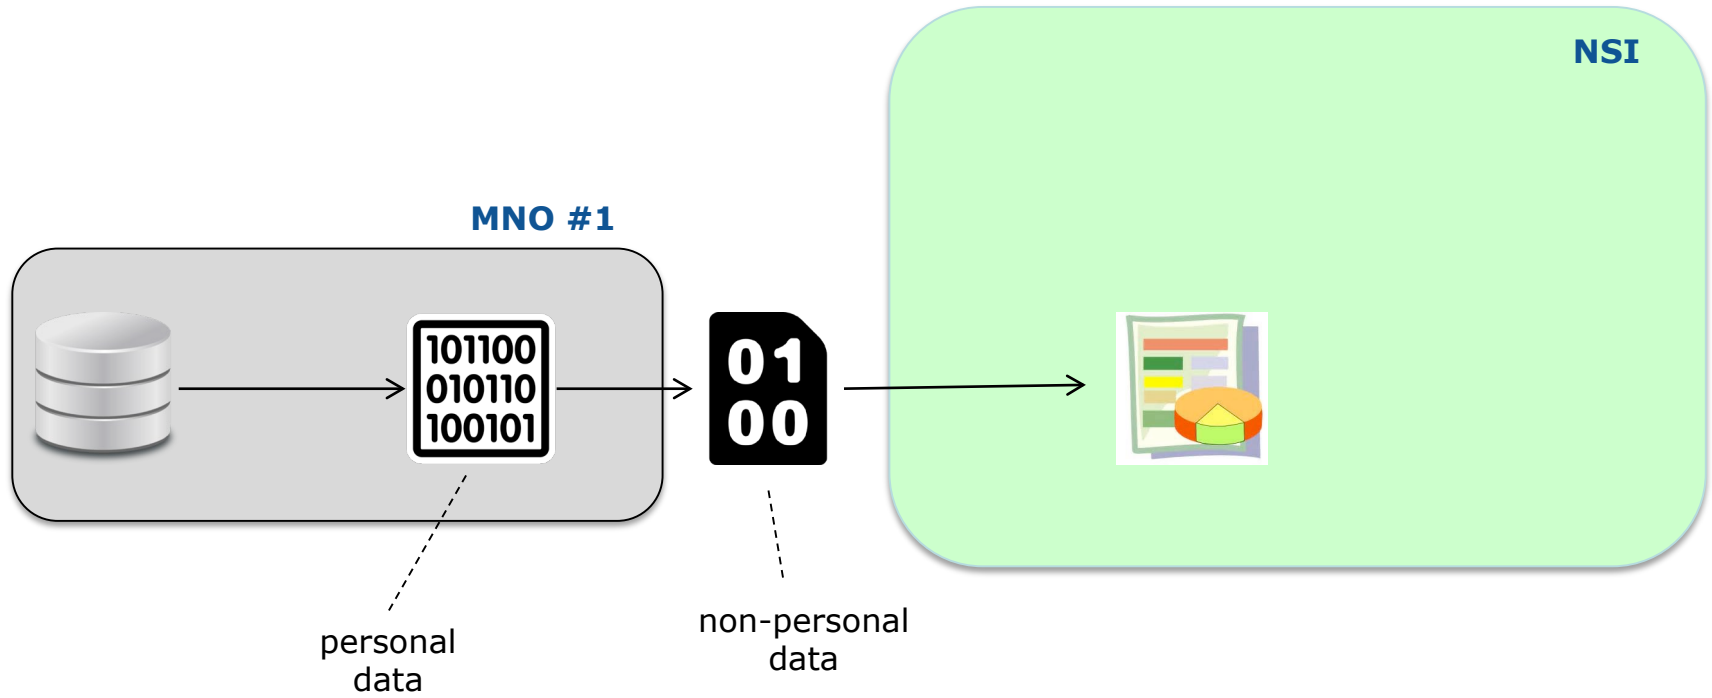 NSI
MNO #1
101100
010110
100101
01
00
personal
data
non-personal
data